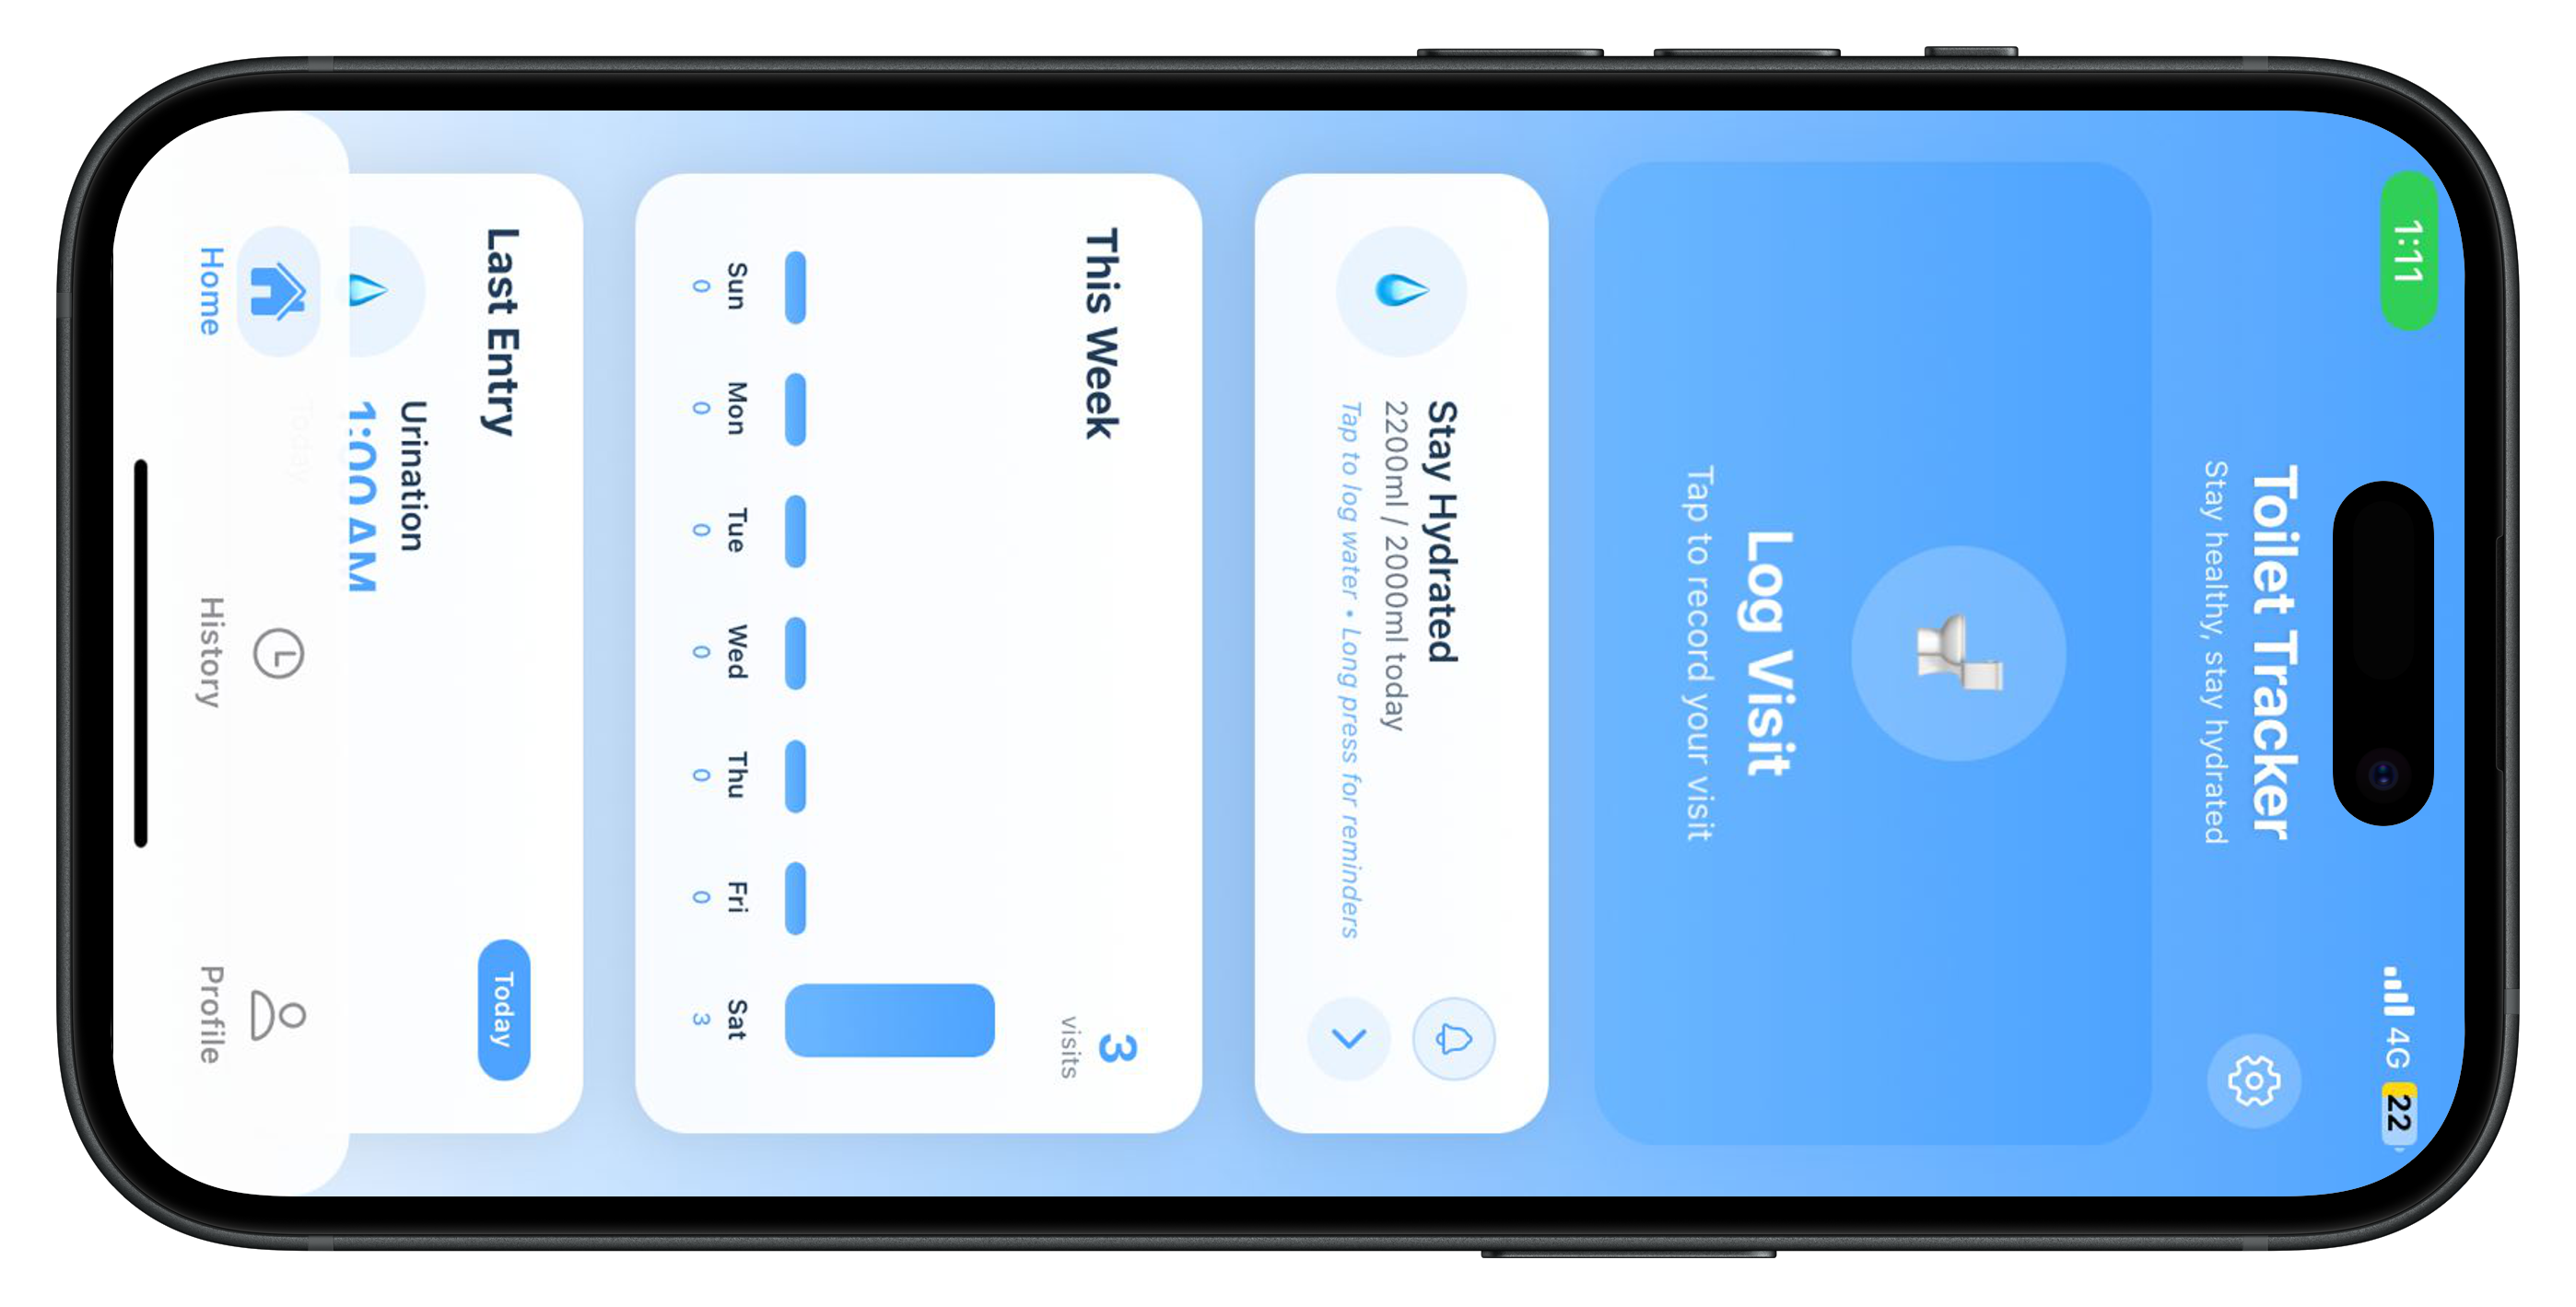 1:11
4G
22
Toilet Tracker
Stay healthy, stay hydrated
Log Visit
Tap to record your visit
Stay Hydrated
2200ml / 2000ml today
Tap to log water • Long press for reminders
This Week
3
visits
Sun Mon Tue Wed Thu Fri Sat
0 0 0 0 0 0 3
Last Entry
Today
Urination
1:00 AM
Today
Home
History
Profile